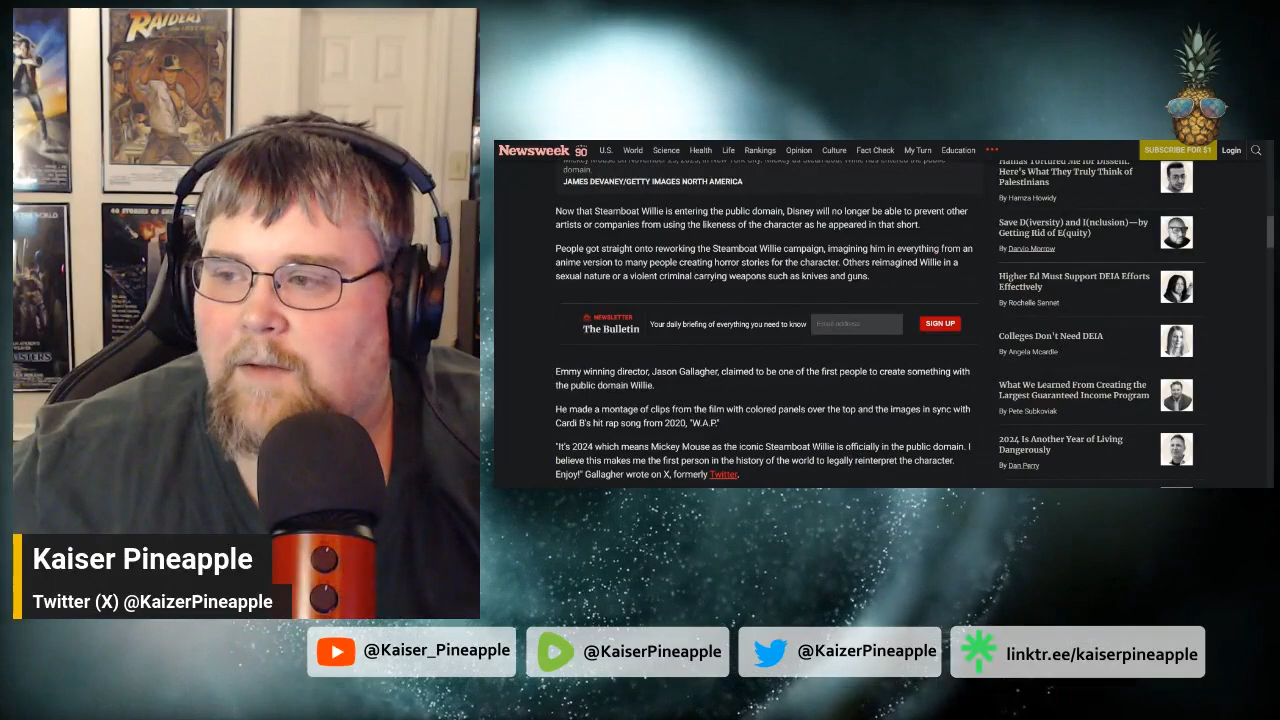 RAIDERS
Kaiser Pineapple
Twitter (X) @KaizerPineapple
Newsweek 90
U.S. World Science Health Life Rankings Opinion Culture Fact Check My Turn Education
SUBSCRIBE FOR $1 Login
domain.
JAMES DEVANEY/GETTY IMAGES NORTH AMERICA
Now that Steamboat Willie is entering the public domain, Disney will no longer be able to prevent other
artists or companies from using the likeness of the character as he appeared in that short.
People got straight onto reworking the Steamboat Willie campaign, imagining him in everything from an
anime version to many people creating horror stories for the character. Others reimagined Willie in a
sexual nature or a violent criminal carrying weapons such as knives and guns.
NEWSLETTER
The Bulletin
Your daily briefing of everything you need to know
Email address
SIGN UP
Emmy winning director, Jason Gallagher, claimed to be one of the first people to create something with
the public domain Willie.
He made a montage of clips from the film with colored panels over the top and the images in sync with
Cardi B's hit rap song from 2020, "W.A.P."
"It's 2024 which means Mickey Mouse as the iconic Steamboat Willie is officially in the public domain. I
believe this makes me the first person in the history of the world to legally reinterpret the character.
Enjoy!" Gallagher wrote on X, formerly Twitter.
Hamas Tortured Me for Dissent.
Here's What They Truly Think of
Palestinians
By Hamza Howidy
Save D(iversity) and I(nclusion)—by
Getting Rid of E(quity)
By Darvio Morrow
Higher Ed Must Support DEIA Efforts
Effectively
By Rochelle Sennet
Colleges Don't Need DEIA
By Angela Mcardle
What We Learned From Creating the
Largest Guaranteed Income Program
By Pete Subkoviak
2024 Is Another Year of Living
Dangerously
By Dan Perry
@Kaiser_Pineapple
@KaiserPineapple
@KaizerPineapple
linktr.ee/kaiserpineapple